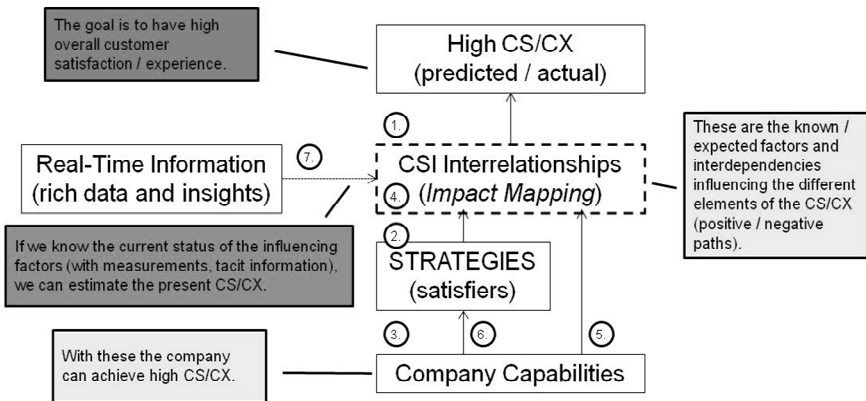 The goal is to have high
overall customer
satisfaction / experience.
High CS/CX
(predicted / actual)
1.
These are the known /
expected factors and
interdependencies
influencing the different
elements of the CS/CX
(positive / negative
paths).
Real-Time Information
(rich data and insights)
7.
CSI Interrelationships
(Impact Mapping)
4.
2.
If we know the current status of the influencing
factors (with measurements, tacit information),
we can estimate the present CS/CX.
STRATEGIES
(satisfiers)
3.
6.
5.
With these the company
can achieve high CS/CX.
Company Capabilities